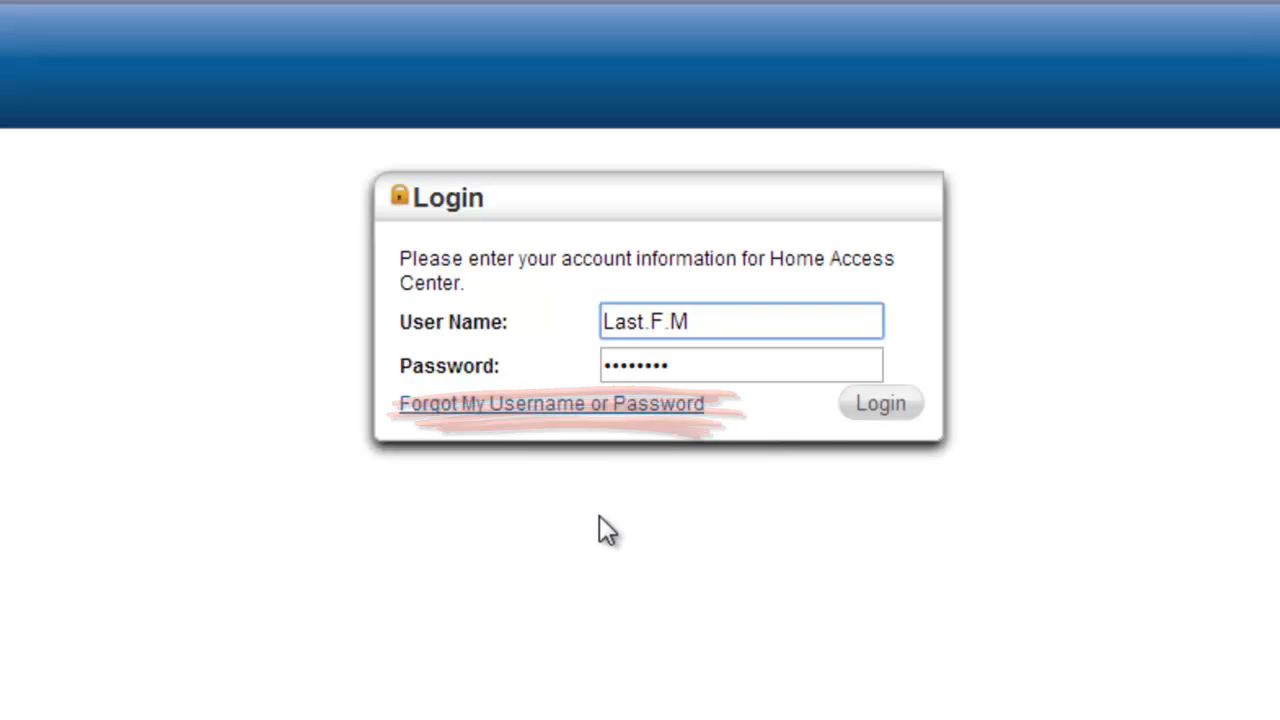 Login
Please enter your account information for Home Access
Center.
User Name: Last.F.M
Password: ••••••••
Forgot My Username or Password Login